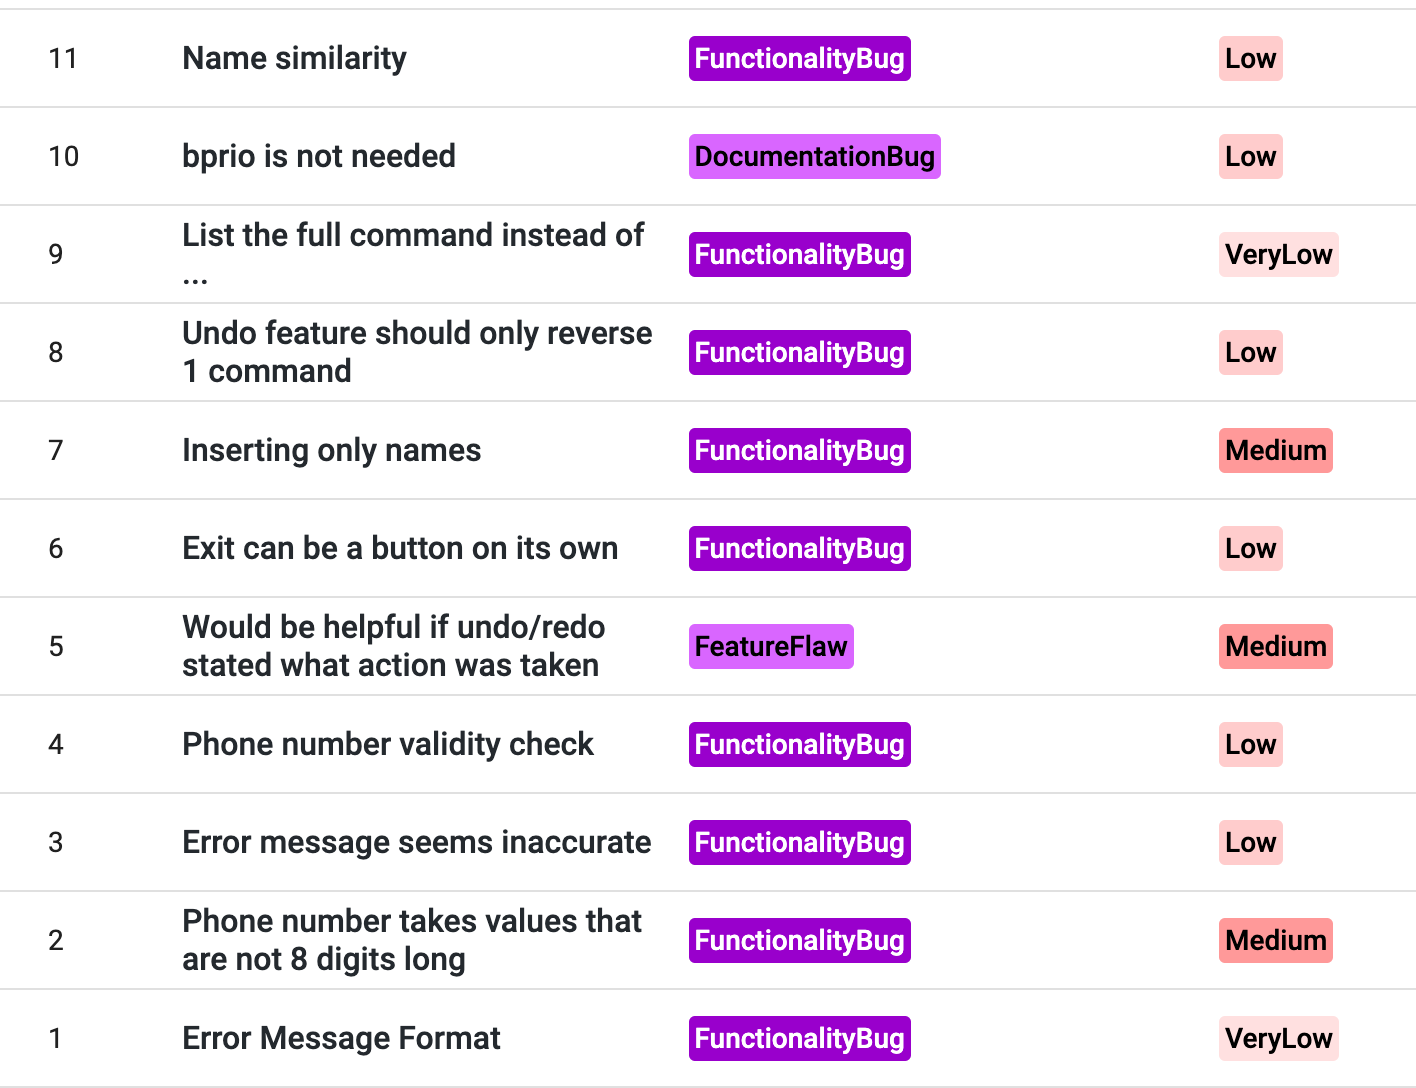 11 Name similarity FunctionalityBug Low
10 bprio is not needed DocumentationBug Low
9 List the full command instead of
... FunctionalityBug VeryLow
8 Undo feature should only reverse
1 command FunctionalityBug Low
7 Inserting only names FunctionalityBug Medium
6 Exit can be a button on its own FunctionalityBug Low
5 Would be helpful if undo/redo
stated what action was taken FeatureFlaw Medium
4 Phone number validity check FunctionalityBug Low
3 Error message seems inaccurate FunctionalityBug Low
2 Phone number takes values that
are not 8 digits long FunctionalityBug Medium
1 Error Message Format FunctionalityBug VeryLow